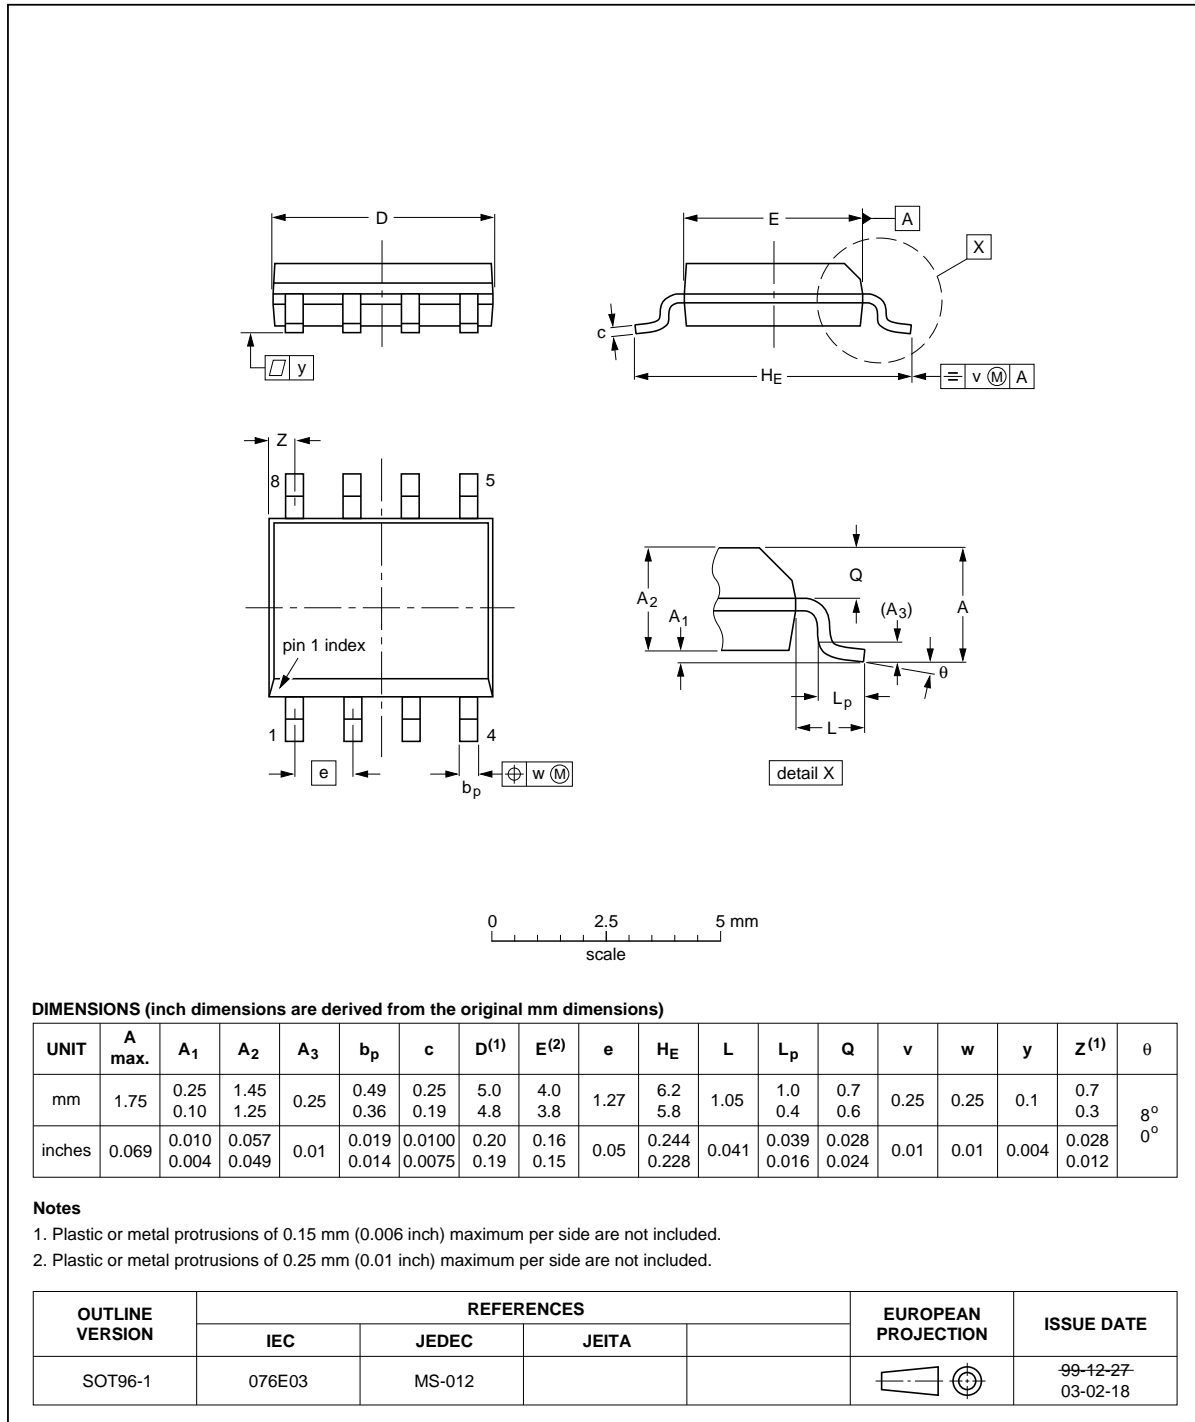 D
E
A
X
c
y
HE
v Ⓜ A
Z
8
5
pin 1 index
1
4
e
bp
w Ⓜ
A2
A1
Q
(A3)
A
θ
Lp
L
detail X
0 2.5 5 mm
scale
DIMENSIONS (inch dimensions are derived from the original mm dimensions)
UNIT A max. A1 A2 A3 bp c D(1) E(2) e HE L Lp Q v w y Z(1) θ
mm 1.75 0.25 0.10 1.45 1.25 0.25 0.49 0.36 0.25 0.19 5.0 4.8 4.0 3.8 1.27 6.2 5.8 1.05 1.0 0.4 0.7 0.6 0.25 0.25 0.1 0.7 0.3 8° 0°
inches 0.069 0.010 0.004 0.057 0.049 0.01 0.019 0.014 0.0100 0.0075 0.20 0.19 0.16 0.15 0.05 0.244 0.228 0.041 0.039 0.016 0.028 0.024 0.01 0.01 0.004 0.028 0.012
Notes
1. Plastic or metal protrusions of 0.15 mm (0.006 inch) maximum per side are not included.
2. Plastic or metal protrusions of 0.25 mm (0.01 inch) maximum per side are not included.
OUTLINE VERSION REFERENCES EUROPEAN PROJECTION ISSUE DATE
IEC JEDEC JEITA
SOT96-1 076E03 MS-012 99-12-27
03-02-18